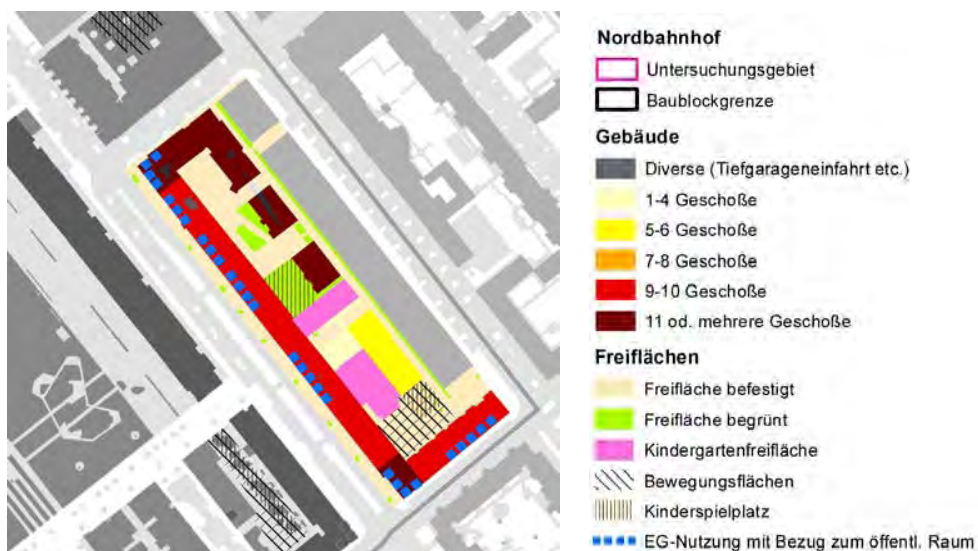 Nordbahnhof
Untersuchungsgebiet
Baublockgrenze
Gebäude
Diverse (Tiefgarageneinfahrt etc.)
1-4 Geschoße
5-6 Geschoße
7-8 Geschoße
9-10 Geschoße
11 od. mehrere Geschoße
Freiflächen
Freifläche befestigt
Freifläche begrünt
Kindergartenfreifläche
Bewegungsflächen
Kinderspielplatz
EG-Nutzung mit Bezug zum öffentl. Raum